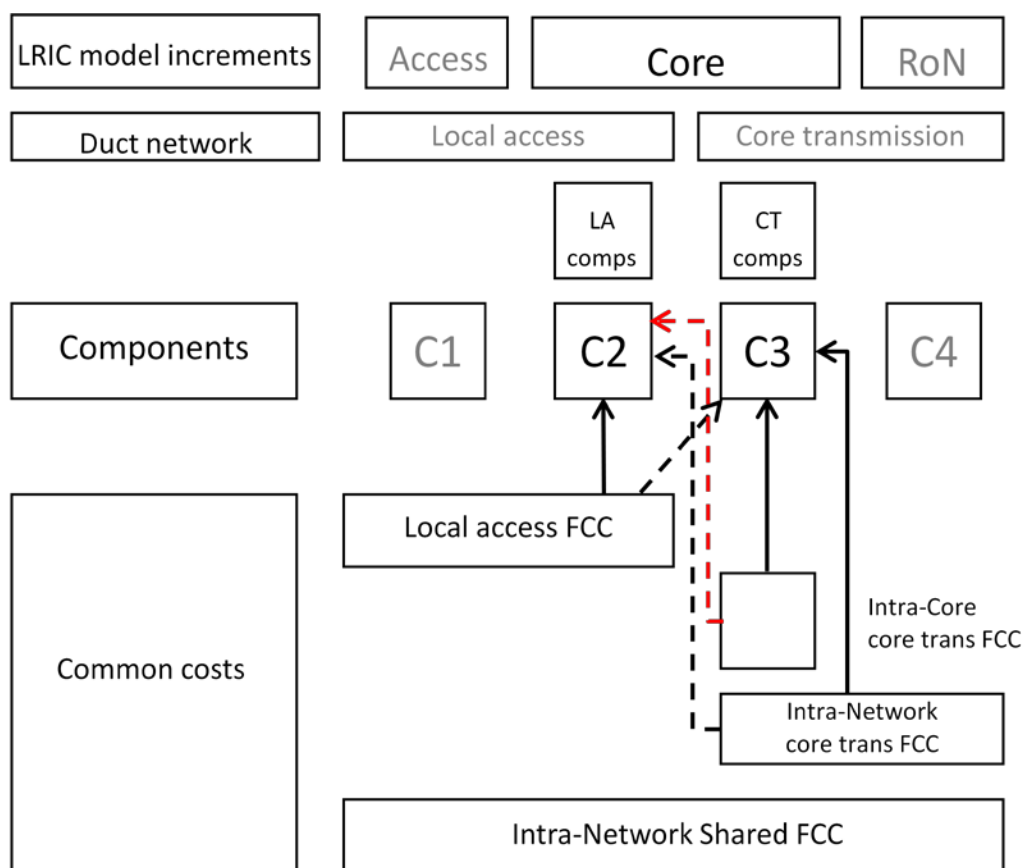 LRIC model increments
Access
Core
RoN
Duct network
Local access
Core transmission
LA
comps
CT
comps
Components
C1
C2
C3
C4
Local access FCC
Intra-Core
core trans FCC
Common costs
Intra-Network
core trans FCC
Intra-Network Shared FCC